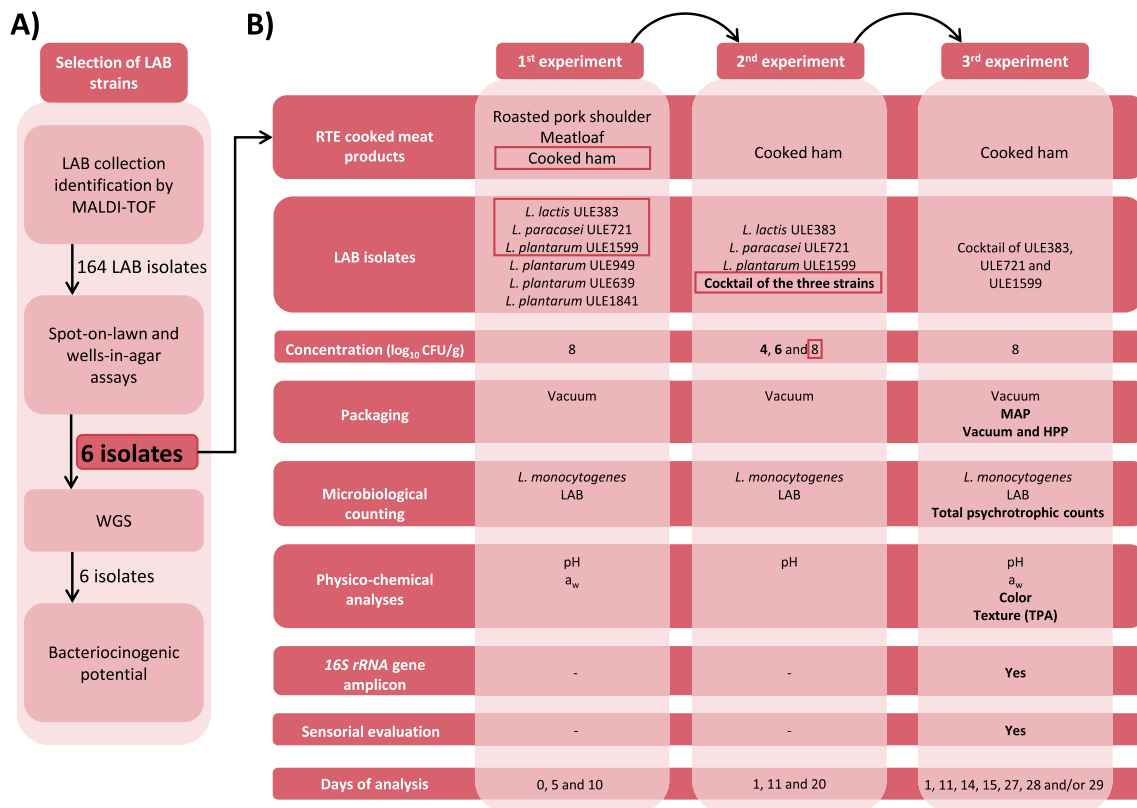 A)
Selection of LAB
strains
LAB collection
identification by
MALDI-TOF
164 LAB isolates
Spot-on-lawn and
wells-in-agar
assays
6 isolates
WGS
6 isolates
Bacteriocinogenic
potential
B)
1st experiment
2nd experiment
3rd experiment
RTE cooked meat
products
Roasted pork shoulder
Meatloaf
Cooked ham
Cooked ham
Cooked ham
LAB isolates
L. lactis ULE383
L. paracasei ULE721
L. plantarum ULE1599
L. plantarum ULE949
L. plantarum ULE639
L. plantarum ULE1841
L. lactis ULE383
L. paracasei ULE721
L. plantarum ULE1599
Cocktail of the three strains
Cocktail of ULE383,
ULE721 and
ULE1599
Concentration (log10 CFU/g)
8
4, 6 and 8
8
Packaging
Vacuum
Vacuum
Vacuum
MAP
Vacuum and HPP
Microbiological
counting
L. monocytogenes
LAB
L. monocytogenes
LAB
L. monocytogenes
LAB
Total psychrotrophic counts
Physico-chemical
analyses
pH
aw
pH
pH
aw
Color
Texture (TPA)
16S rRNA gene
amplicon
-
-
Yes
Sensorial evaluation
-
-
Yes
Days of analysis
0, 5 and 10
1, 11 and 20
1, 11, 14, 15, 27, 28 and/or 29